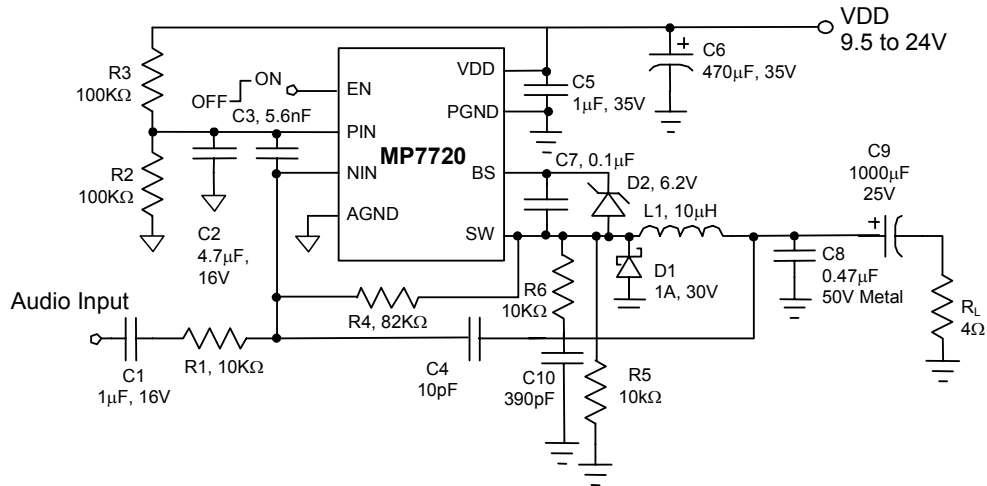 VDD
9.5 to 24V
R3
100KΩ
R2
100KΩ
OFF
ON
C3, 5.6nF
C2
4.7µF,
16V
EN
PIN
NIN
AGND
MP7720
VDD
PGND
BS
SW
C5
1µF, 35V
C6
470µF, 35V
+
C7, 0.1µF
D2, 6.2V
L1, 10µH
D1
1A, 30V
C9
1000µF
25V
+
C8
0.47µF
50V Metal
RL
4Ω
Audio Input
C1
1µF, 16V
R1, 10KΩ
R4, 82KΩ
C4
10pF
R6
10KΩ
C10
390pF
R5
10kΩ